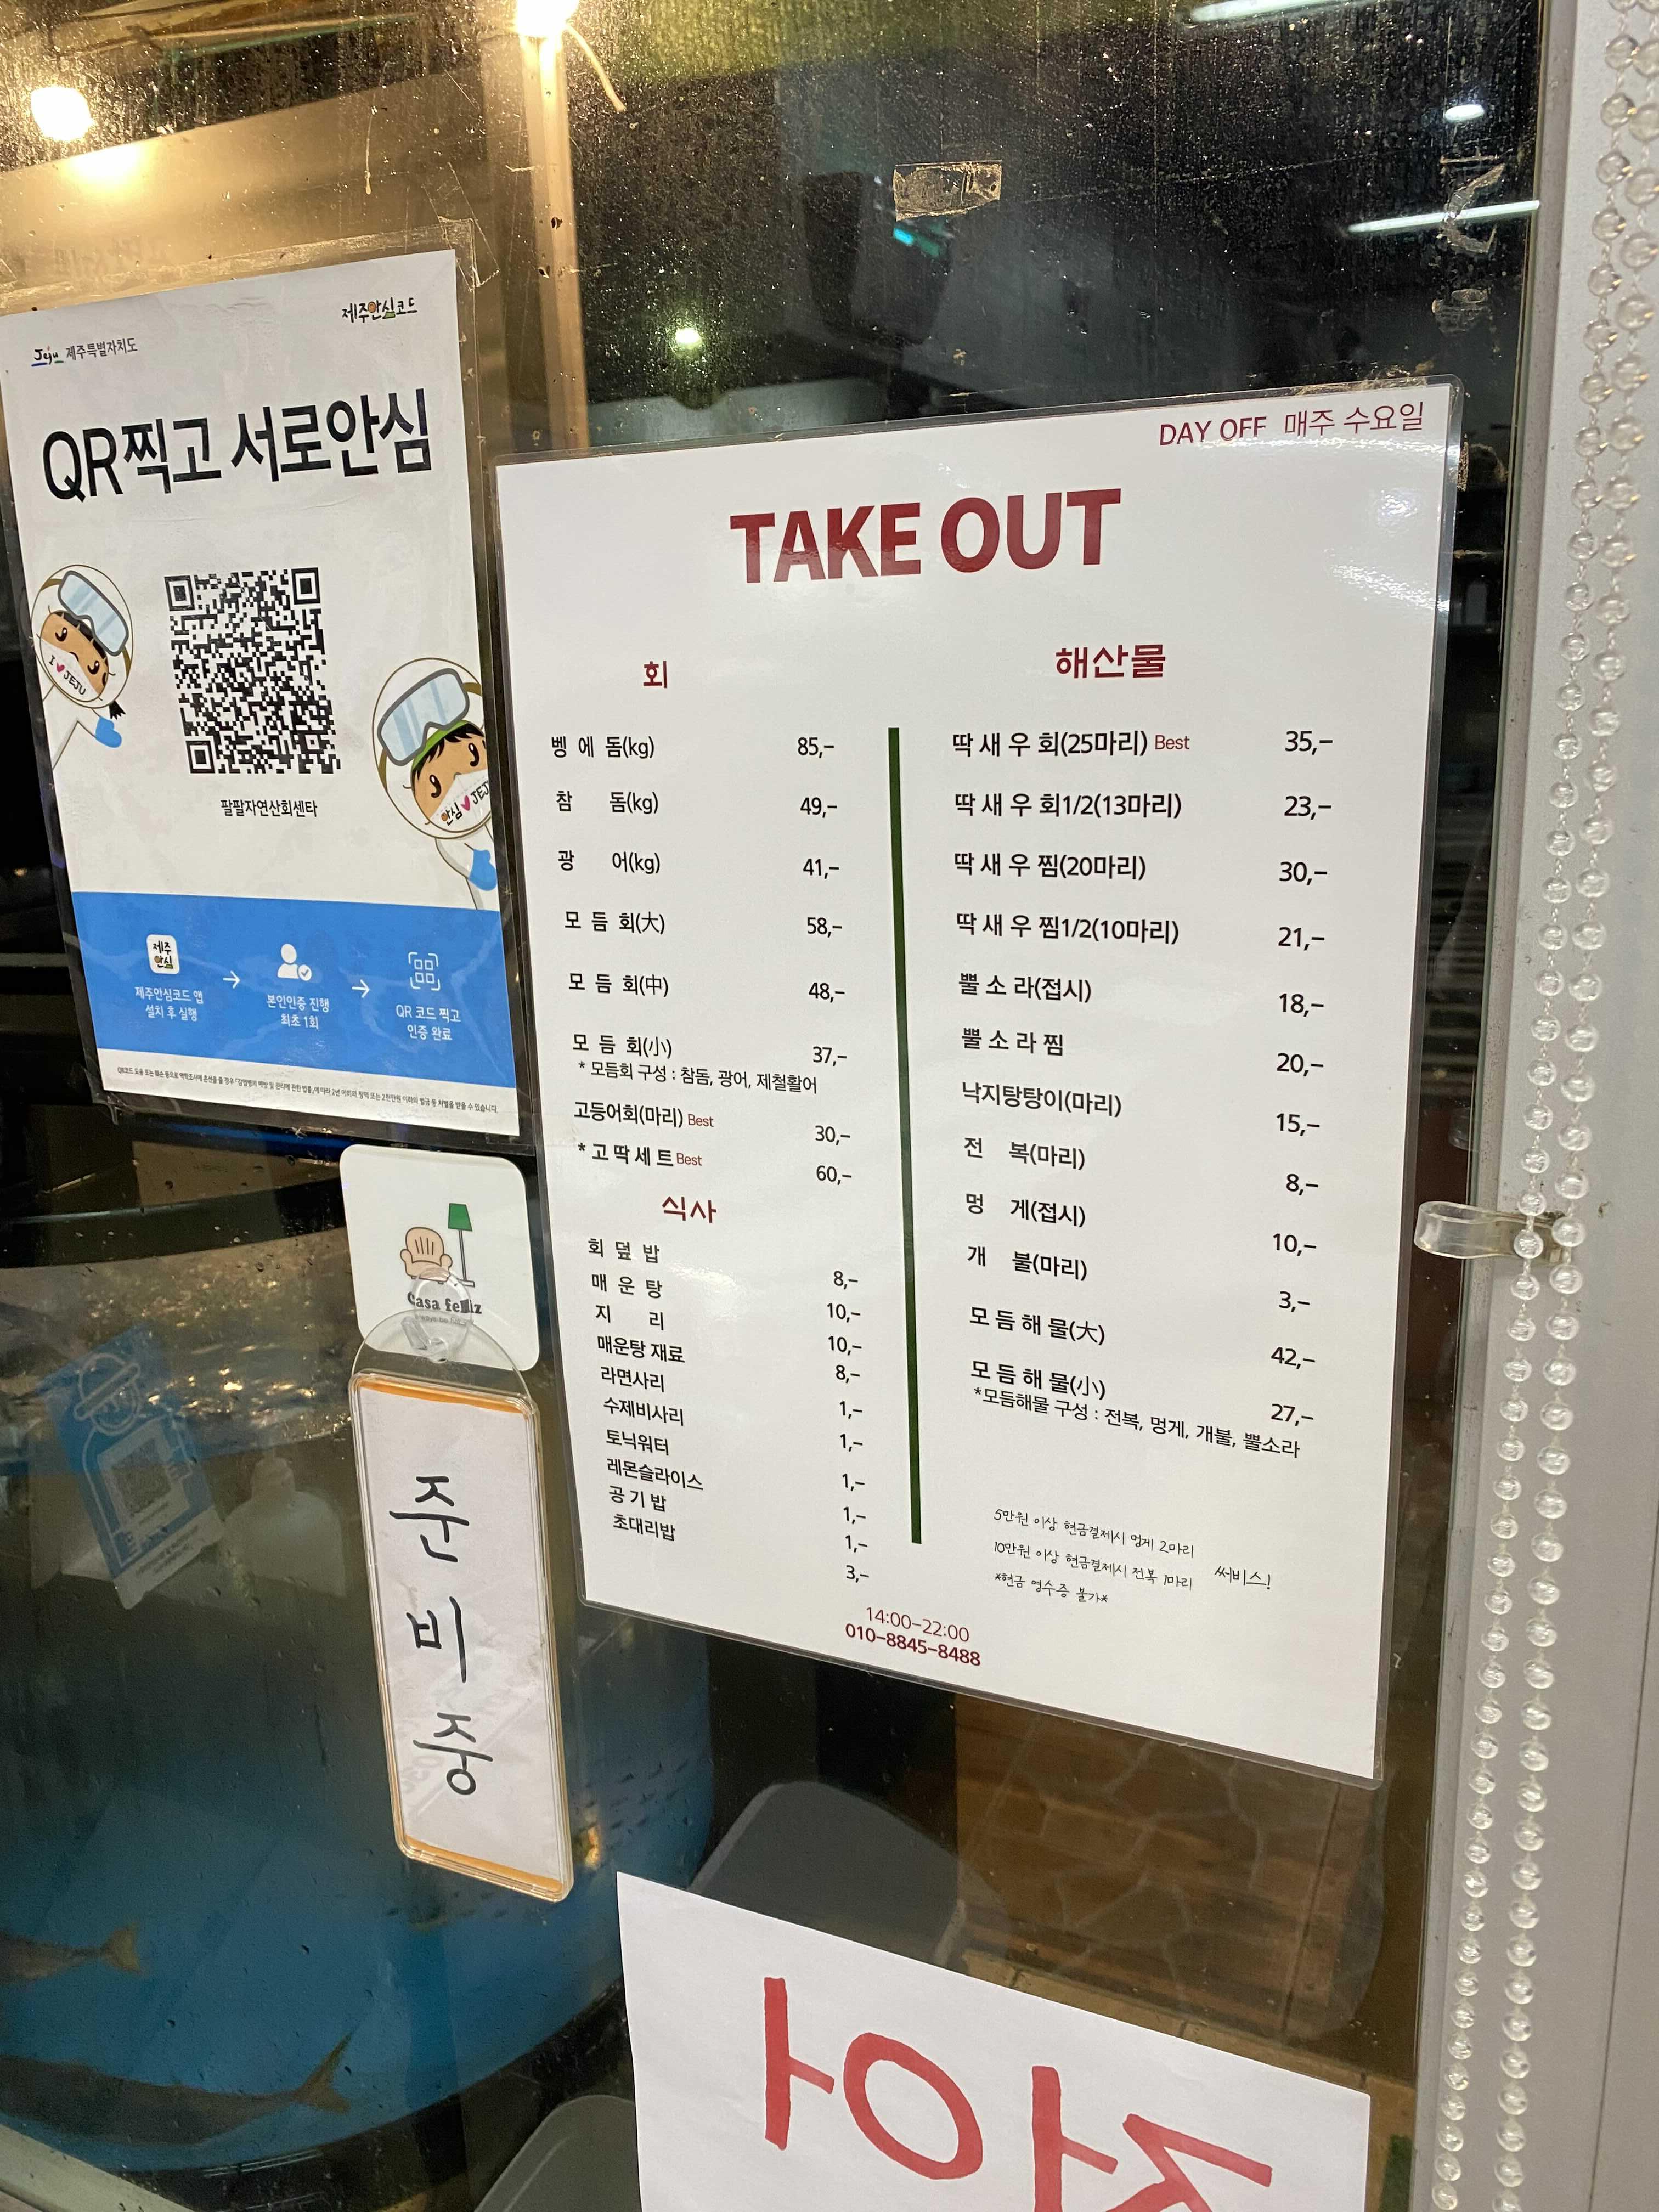 제주안심코드
Jeju 제주특별자치도
QR찍고 서로안심
I ♥ JEJU
안심 ♥ JEJU
팔팔자연산회센타
제주
안심
→
→
제주안심코드 앱
설치 후 실행
본인인증 진행
최초 1회
QR 코드 찍고
인증 완료
Casa feliz
준비중
DAY OFF 매주 수요일
TAKE OUT
회
벵에돔(kg) 85,-
참 돔(kg) 49,-
광 어(kg) 41,-
모듬회(大) 58,-
모듬회(中) 48,-
모듬회(小) 37,-
* 모듬회 구성 : 참돔, 광어, 제철활어
고등어회(마리) Best 30,-
* 고딱세트 Best 60,-
식사
회덮밥 8,-
매운탕 10,-
지 리 10,-
매운탕 재료 8,-
라면사리 1,-
수제비사리 1,-
토닉워터 1,-
레몬슬라이스 1,-
공기밥 1,-
초대리밥 3,-
해산물
딱새우회(25마리) Best 35,-
딱새우회1/2(13마리) 23,-
딱새우찜(20마리) 30,-
딱새우찜1/2(10마리) 21,-
뿔소라(접시) 18,-
뿔소라찜 20,-
낙지탕탕이(마리) 15,-
전 복(마리) 8,-
멍 게(접시) 10,-
개 불(마리) 3,-
모듬해물(大) 42,-
모듬해물(小) 27,-
*모듬해물 구성 : 전복, 멍게, 개불, 뿔소라
5만원 이상 현금결제시 멍게 2마리
10만원 이상 현금결제시 전복 1마리 써비스!
*현금 영수증 불가*
14:00-22:00
010-8845-8488